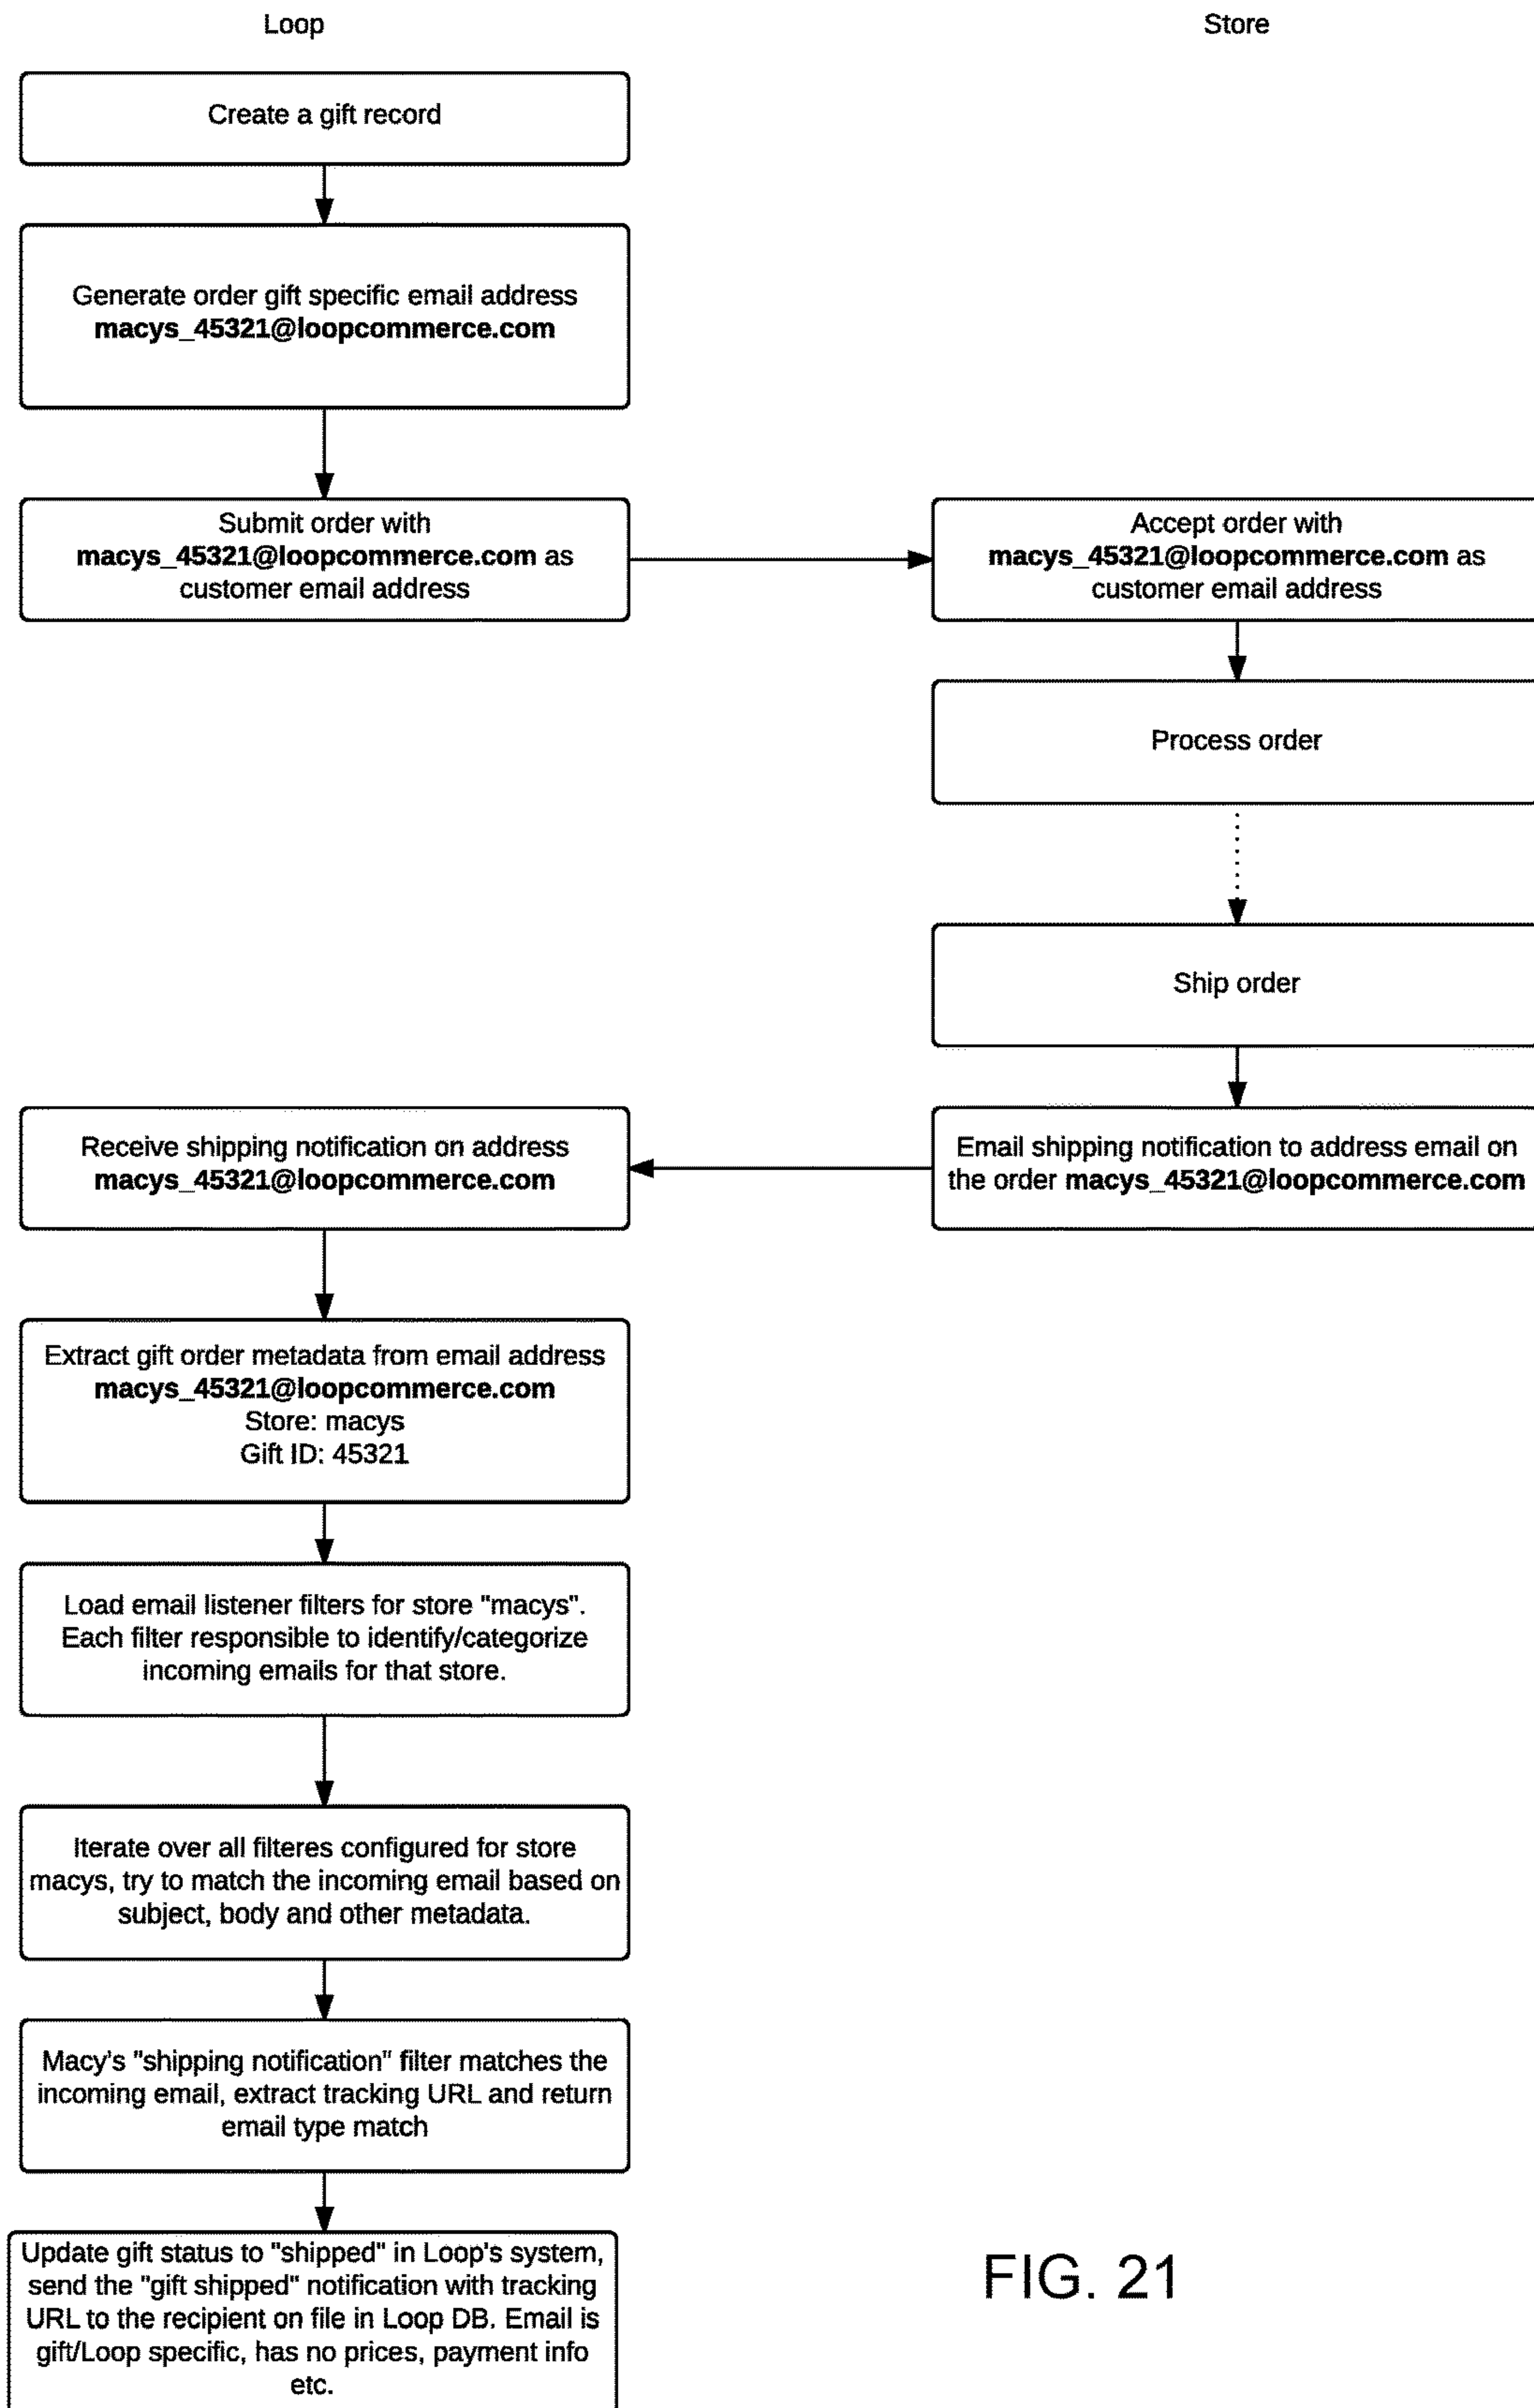 Loop
Store
Create a gift record
Generate order gift specific email address
macys_45321@loopcommerce.com
Submit order with
macys_45321@loopcommerce.com as
customer email address
Accept order with
macys_45321@loopcommerce.com as
customer email address
Process order
Ship order
Email shipping notification to address email on
the order macys_45321@loopcommerce.com
Receive shipping notification on address
macys_45321@loopcommerce.com
Extract gift order metadata from email address
macys_45321@loopcommerce.com
Store: macys
Gift ID: 45321
Load email listener filters for store "macys".
Each filter responsible to identify/categorize
incoming emails for that store.
Iterate over all filteres configured for store
macys, try to match the incoming email based on
subject, body and other metadata.
Macy's "shipping notification" filter matches the
incoming email, extract tracking URL and return
email type match
Update gift status to "shipped" in Loop's system,
send the "gift shipped" notification with tracking
URL to the recipient on file in Loop DB. Email is
gift/Loop specific, has no prices, payment info
etc.
FIG. 21